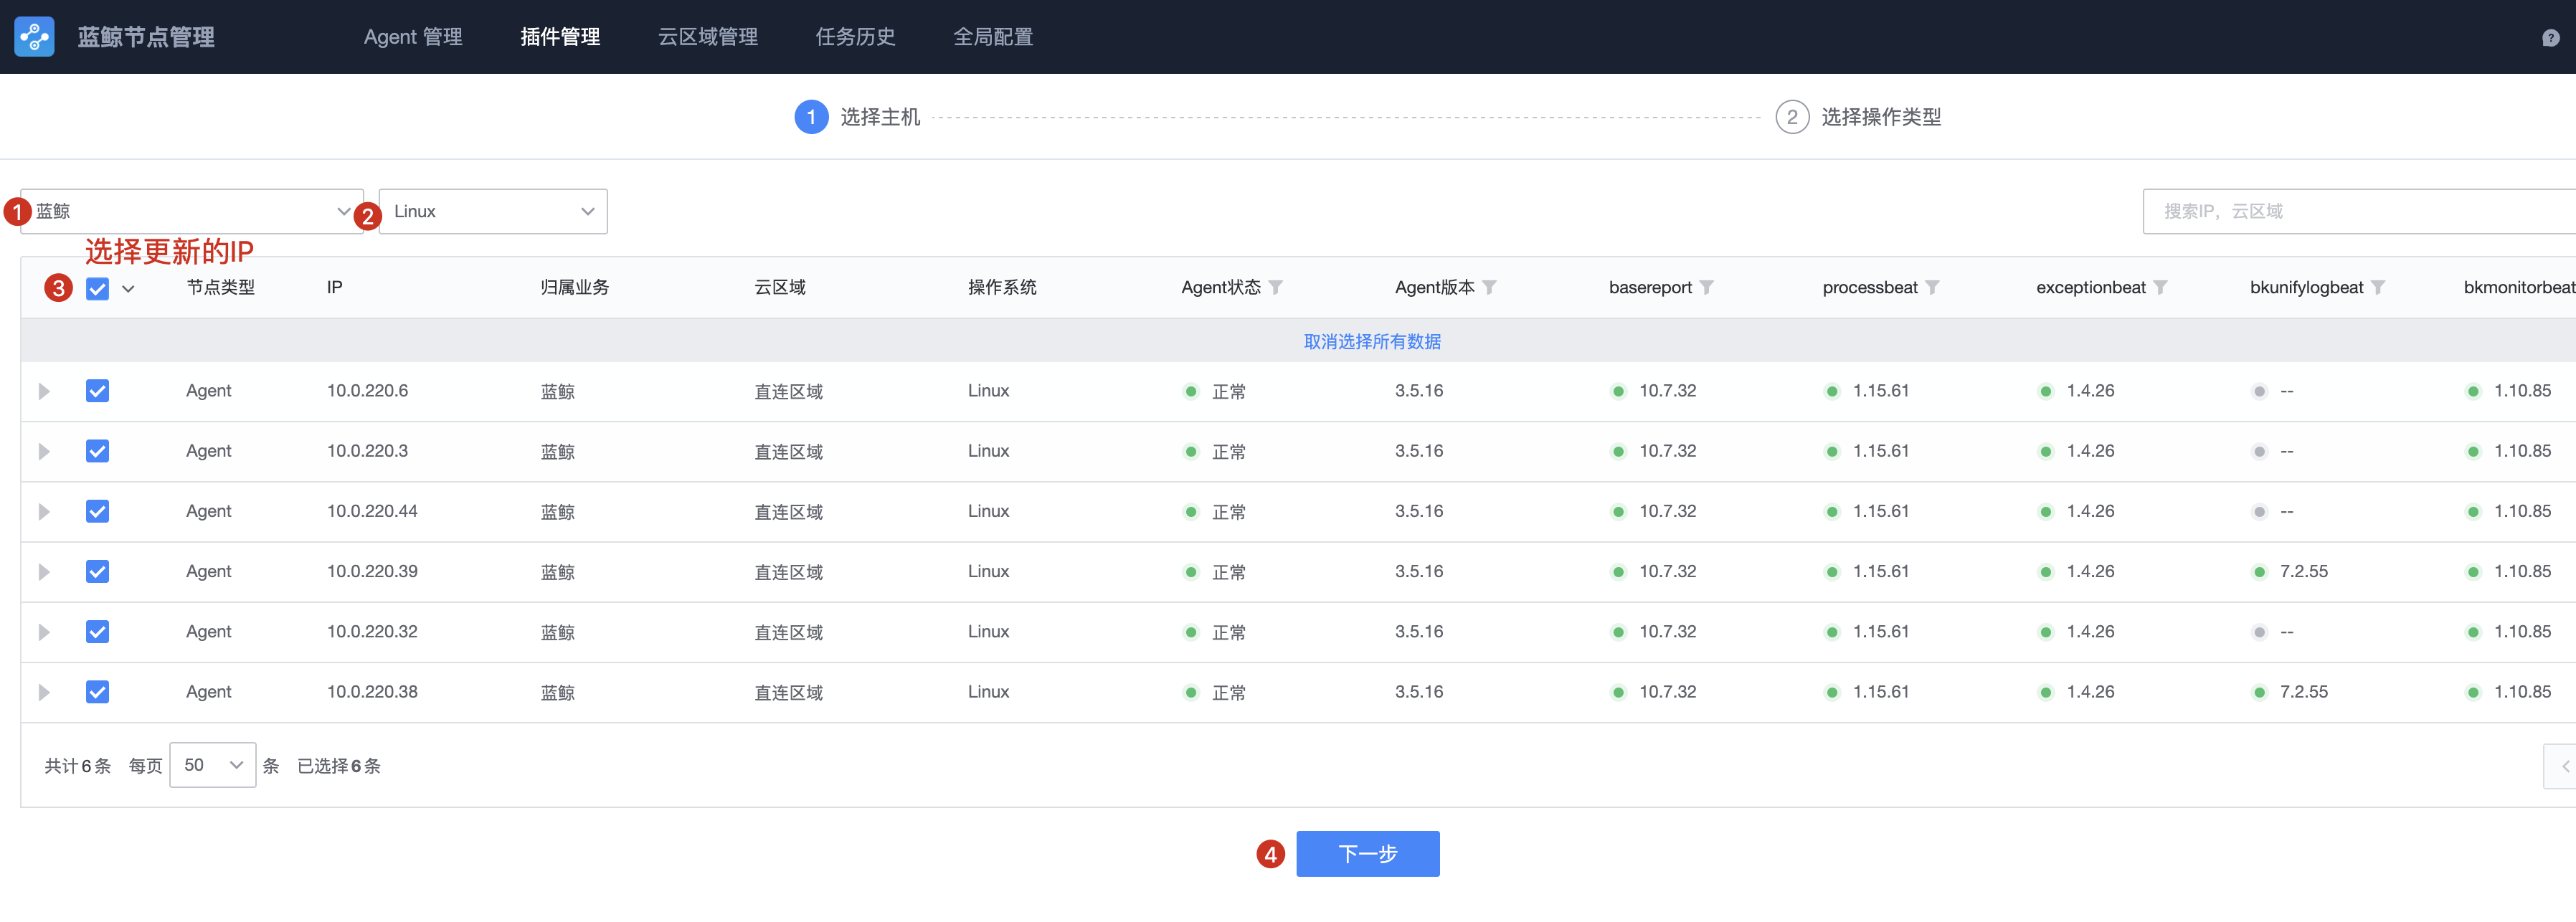 蓝鲸节点管理 Agent 管理 插件管理 云区域管理 任务历史 全局配置 ?
1 选择主机 2 选择操作类型
1 蓝鲸 2 Linux 搜索IP，云区域
选择更新的IP
3 节点类型 IP 归属业务 云区域 操作系统 Agent状态 Agent版本 basereport processbeat exceptionbeat bkunifylogbeat bkmonitorbeat
取消选择所有数据
Agent 10.0.220.6 蓝鲸 直连区域 Linux 正常 3.5.16 10.7.32 1.15.61 1.4.26 -- 1.10.85
Agent 10.0.220.3 蓝鲸 直连区域 Linux 正常 3.5.16 10.7.32 1.15.61 1.4.26 -- 1.10.85
Agent 10.0.220.44 蓝鲸 直连区域 Linux 正常 3.5.16 10.7.32 1.15.61 1.4.26 -- 1.10.85
Agent 10.0.220.39 蓝鲸 直连区域 Linux 正常 3.5.16 10.7.32 1.15.61 1.4.26 7.2.55 1.10.85
Agent 10.0.220.32 蓝鲸 直连区域 Linux 正常 3.5.16 10.7.32 1.15.61 1.4.26 -- 1.10.85
Agent 10.0.220.38 蓝鲸 直连区域 Linux 正常 3.5.16 10.7.32 1.15.61 1.4.26 7.2.55 1.10.85
共计6条 每页 50 条 已选择6条
4 下一步